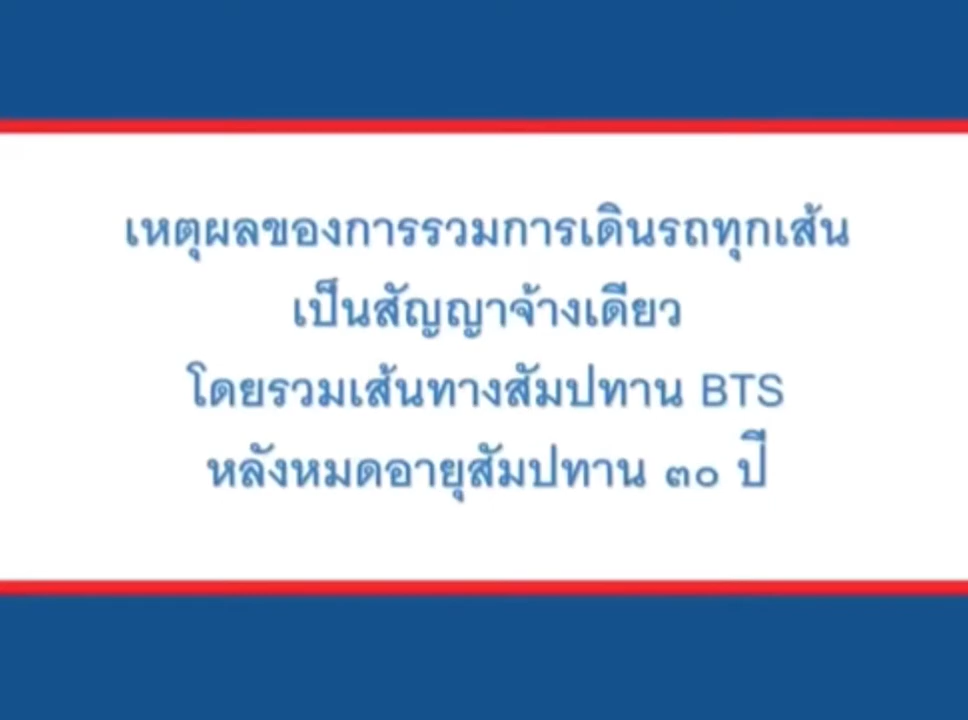 เหตุผลของการรวมการเดินรถทุกเส้น
เป็นสัญญาจ้างเดียว
โดยรวมเส้นทางสัมปทาน BTS
หลังหมดอายุสัมปทาน ๓๐ ปี